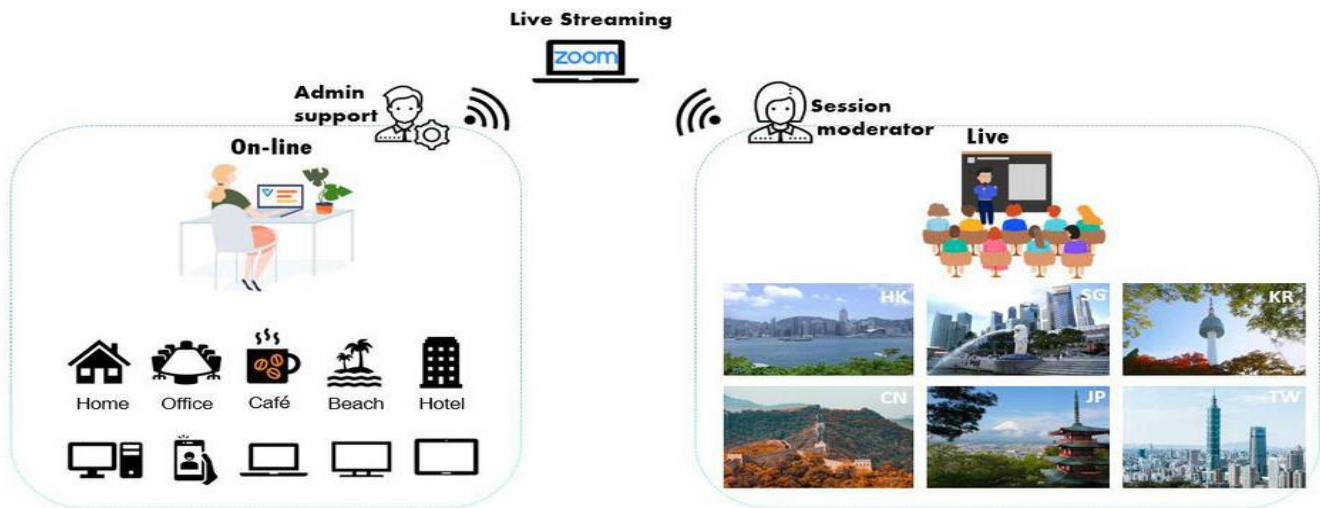 Live Streaming
zoom
Admin
support
Session
moderator
On-line
Live
HK
SG
KR
Home
Office
Café
Beach
Hotel
CN
JP
TW